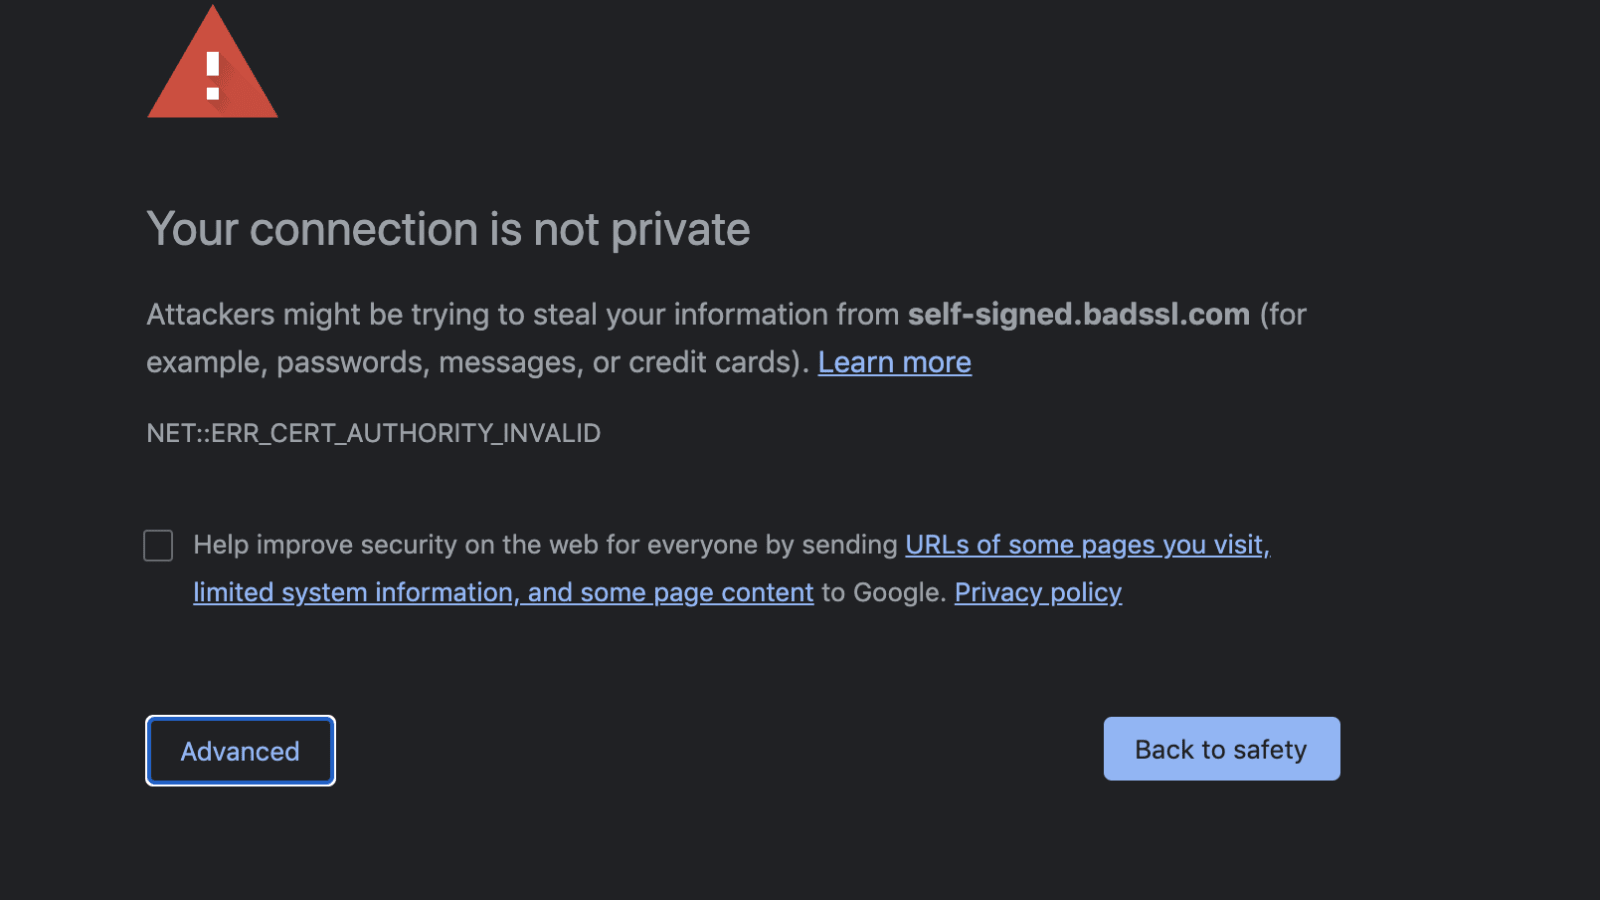 Your connection is not private
Attackers might be trying to steal your information from self-signed.badssl.com (for
example, passwords, messages, or credit cards). Learn more
NET::ERR_CERT_AUTHORITY_INVALID
Help improve security on the web for everyone by sending URLs of some pages you visit,
limited system information, and some page content to Google. Privacy policy
Advanced
Back to safety